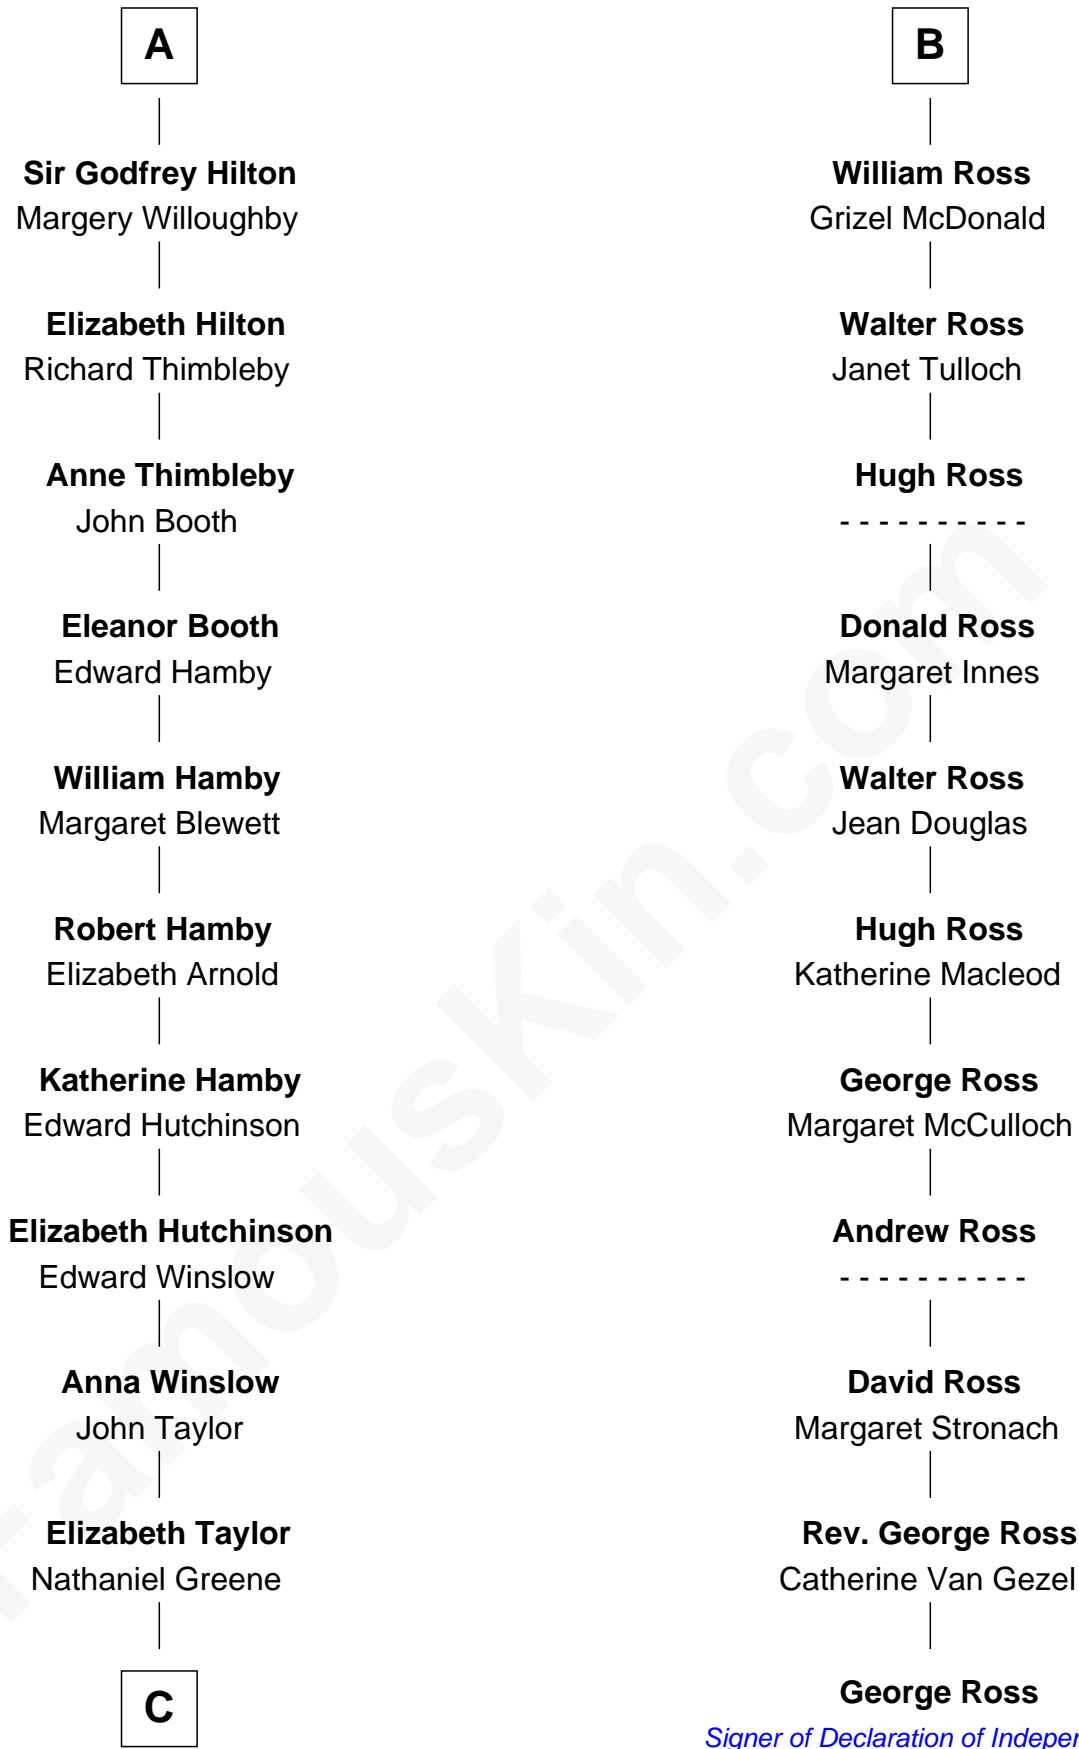 A
Sir Godfrey Hilton
Margery Willoughby
Elizabeth Hilton
Richard Thimbleby
Anne Thimbleby
John Booth
Eleanor Booth
Edward Hamby
William Hamby
Margaret Blewett
Robert Hamby
Elizabeth Arnold
Katherine Hamby
Edward Hutchinson
Elizabeth Hutchinson
Edward Winslow
Anna Winslow
John Taylor
Elizabeth Taylor
Nathaniel Greene
C
B
William Ross
Grizel McDonald
Walter Ross
Janet Tulloch
Hugh Ross
- - - - - - - - - -
Donald Ross
Margaret Innes
Walter Ross
Jean Douglas
Hugh Ross
Katherine Macleod
George Ross
Margaret McCulloch
Andrew Ross
- - - - - - - - - -
David Ross
Margaret Stronach
Rev. George Ross
Catherine Van Gezel
George Ross
Signer of Declaration of
FamousKin.com